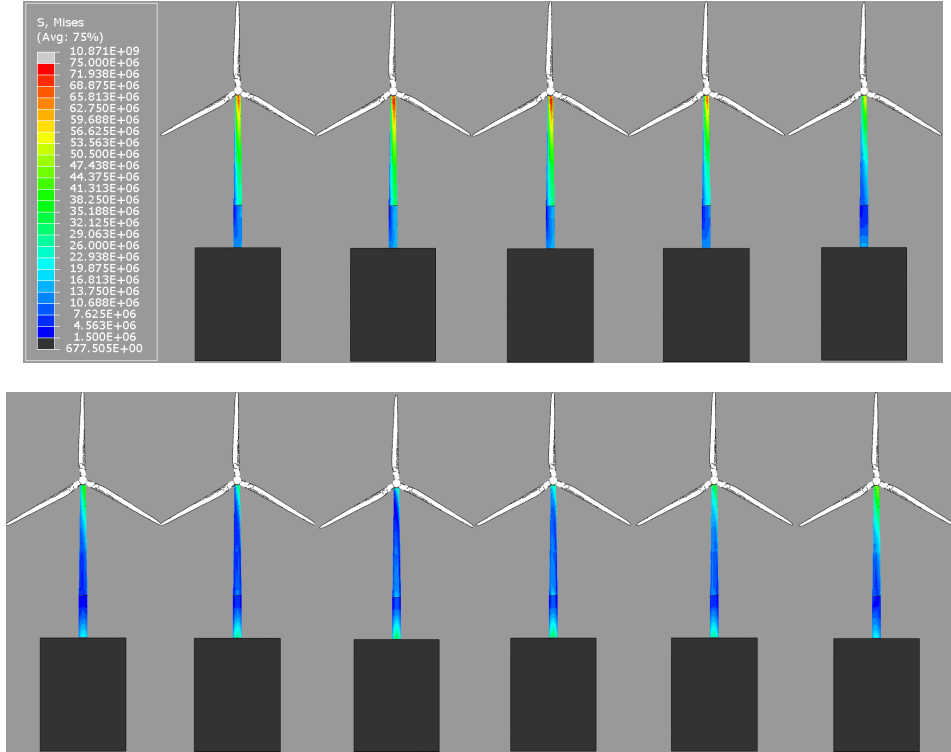 S, Mises
(Avg: 75%)
10.871E+09
75.000E+06
71.938E+06
68.875E+06
65.813E+06
62.750E+06
59.688E+06
56.625E+06
53.563E+06
50.500E+06
47.438E+06
44.375E+06
41.313E+06
38.250E+06
35.188E+06
32.125E+06
29.063E+06
26.000E+06
22.938E+06
19.875E+06
16.813E+06
13.750E+06
10.688E+06
7.625E+06
4.563E+06
1.500E+06
677.505E+00